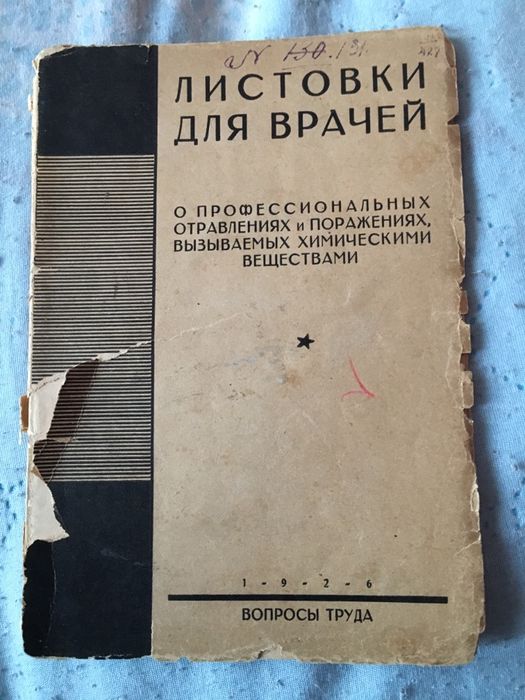 ЛИСТОВКИ
ДЛЯ ВРАЧЕЙ
О ПРОФЕССИОНАЛЬНЫХ
ОТРАВЛЕНИЯХ и ПОРАЖЕНИЯХ,
ВЫЗЫВАЕМЫХ ХИМИЧЕСКИМИ
ВЕЩЕСТВАМИ
1-9-2-6
ВОПРОСЫ ТРУДА